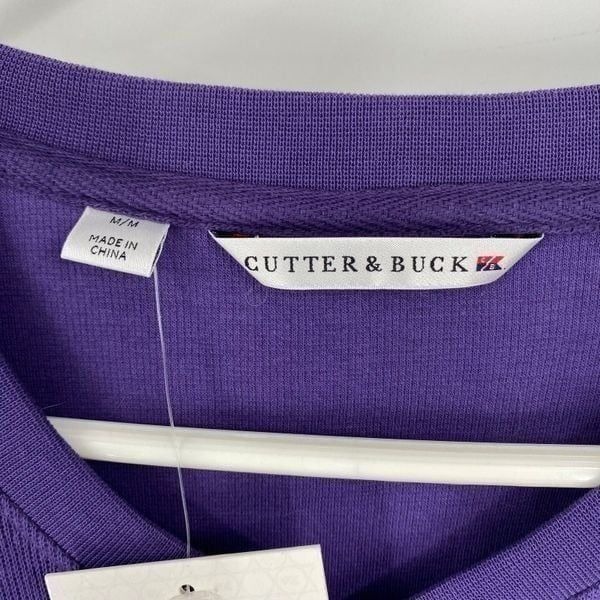 M/M
MADE IN
CHINA
CUTTER & BUCK